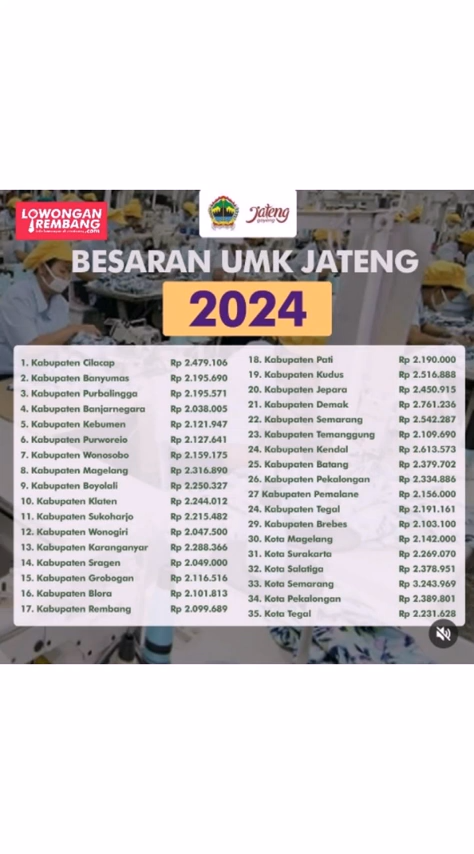 LOWONGAN
REMBANG
.com
Jateng
gayeng
BESARAN UMK JATENG
2024
1. Kabupaten Cilacap Rp 2.479.106
2. Kabupaten Banyumas Rp 2.195.690
3. Kabupaten Purbalingga Rp 2.195.571
4. Kabupaten Banjarnegara Rp 2.038.005
5. Kabupaten Kebumen Rp 2.121.947
6. Kabupaten Purworejo Rp 2.127.641
7. Kabupaten Wonosobo Rp 2.159.175
8. Kabupaten Magelang Rp 2.316.890
9. Kabupaten Boyolali Rp 2.250.327
10. Kabupaten Klaten Rp 2.244.012
11. Kabupaten Sukoharjo Rp 2.215.482
12. Kabupaten Wonogiri Rp 2.047.500
13. Kabupaten Karanganyar Rp 2.288.366
14. Kabupaten Sragen Rp 2.049.000
15. Kabupaten Grobogan Rp 2.116.516
16. Kabupaten Blora Rp 2.101.813
17. Kabupaten Rembang Rp 2.099.689
18. Kabupaten Pati Rp 2.190.000
19. Kabupaten Kudus Rp 2.516.888
20. Kabupaten Jepara Rp 2.450.915
21. Kabupaten Demak Rp 2.761.236
22. Kabupaten Semarang Rp 2.542.287
23. Kabupaten Temanggung Rp 2.109.690
24. Kabupaten Kendal Rp 2.613.573
25. Kabupaten Batang Rp 2.379.702
26. Kabupaten Pekalongan Rp 2.334.886
27 Kabupaten Pemalane Rp 2.156.000
24. Kabupaten Tegal Rp 2.191.161
29. Kabupaten Brebes Rp 2.103.100
30. Kota Magelang Rp 2.142.000
31. Kota Surakarta Rp 2.269.070
32. Kota Salatiga Rp 2.378.951
33. Kota Semarang Rp 3.243.969
34. Kota Pekalongan Rp 2.389.801
35. Kota Tegal Rp 2.231.628